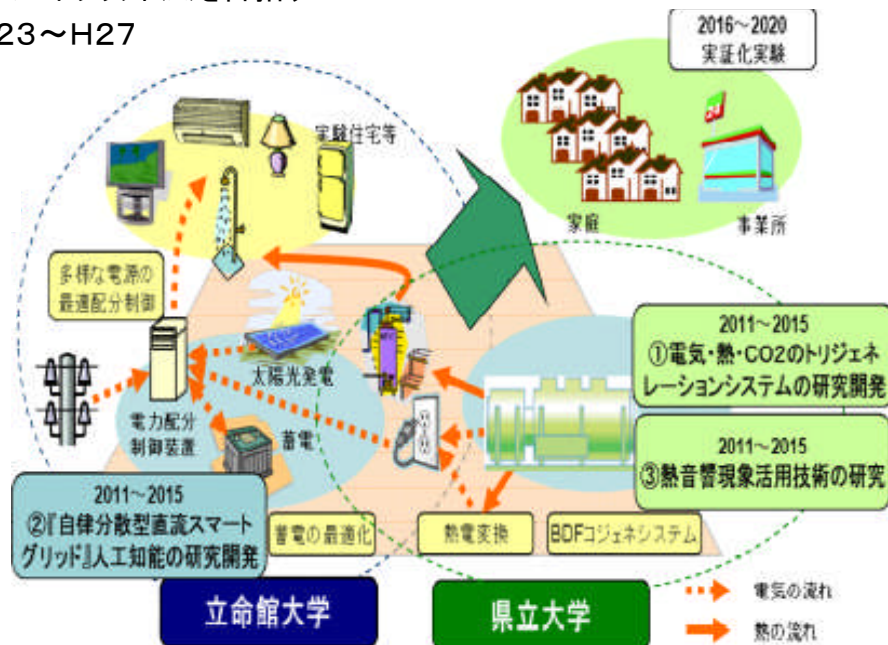 23～H27
2016～2020
実証化実験
実験住宅等
家庭
事業所
多様な電源の
最適配分制御
太陽光発電
電力配分
制御装置
蓄電
2011～2015
①電気・熱・CO2のトリジェネ
レーションシステムの研究開発
2011～2015
③熱音響現象活用技術の研究
2011～2015
②『自律分散型直流スマート
グリッド』人工知能の研究開発
蓄電の最適化
熱電変換
BDFコジェネシステム
立命館大学
県立大学
電気の流れ
熱の流れ